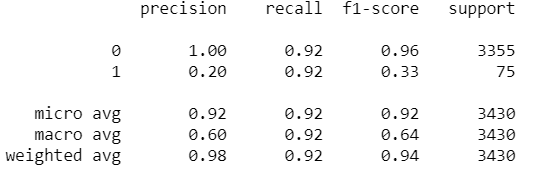 precision recall f1-score support
0 1.00 0.92 0.96 3355
1 0.20 0.92 0.33 75
micro avg 0.92 0.92 0.92 3430
macro avg 0.60 0.92 0.64 3430
weighted avg 0.98 0.92 0.94 3430